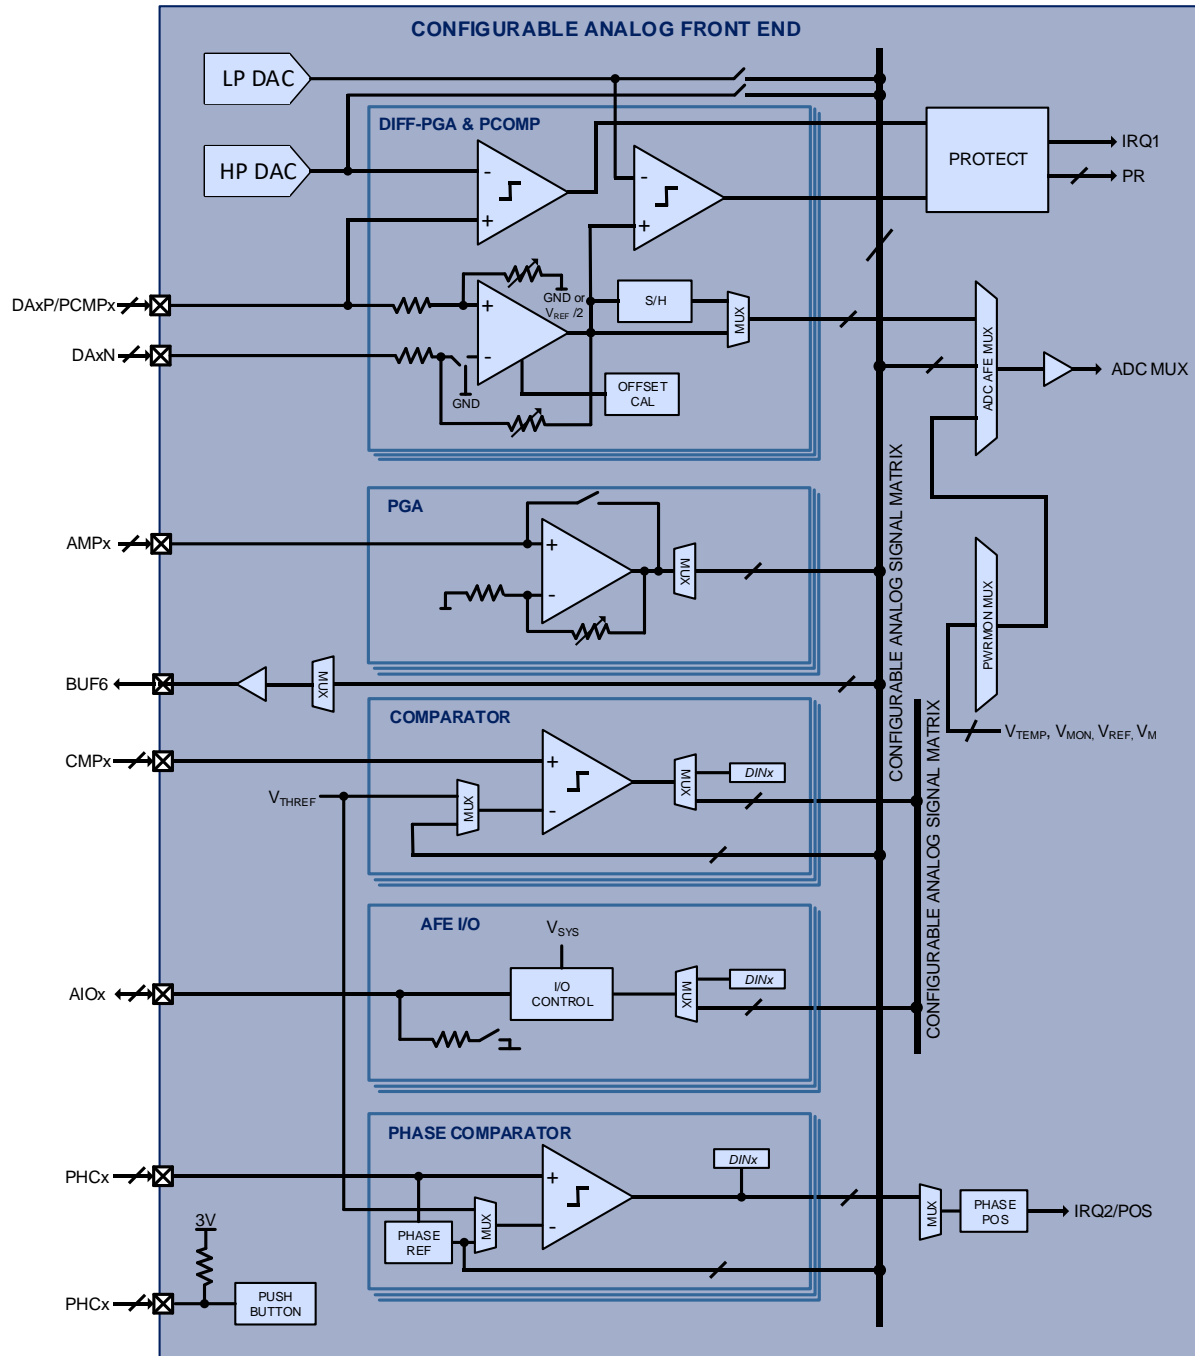 CONFIGURABLE ANALOG FRONT END
LP DAC
HP DAC
DIFF-PGA & PCOMP
-
+
-
+
PROTECT
IRQ1
PR
DAxP/PCMPx
DAxN
+
-
GND or
VREF /2
GND
S/H
MUX
OFFSET
CAL
ADC AFE MUX
ADC MUX
CONFIGURABLE ANALOG SIGNAL MATRIX
PGA
AMPx
+
-
MUX
PWRMON MUX
VTEMP, VMON, VREF, VM
BUF6
MUX
COMPARATOR
CMPx
VTHREF
MUX
+
-
MUX
DINx
CONFIGURABLE ANALOG SIGNAL MATRIX
AFE I/O
VSYS
AIOx
I/O
CONTROL
MUX
DINx
PHASE COMPARATOR
PHCx
PHASE
REF
MUX
+
-
DINx
MUX
PHASE
POS
IRQ2/POS
3V
PHCx
PUSH
BUTTON